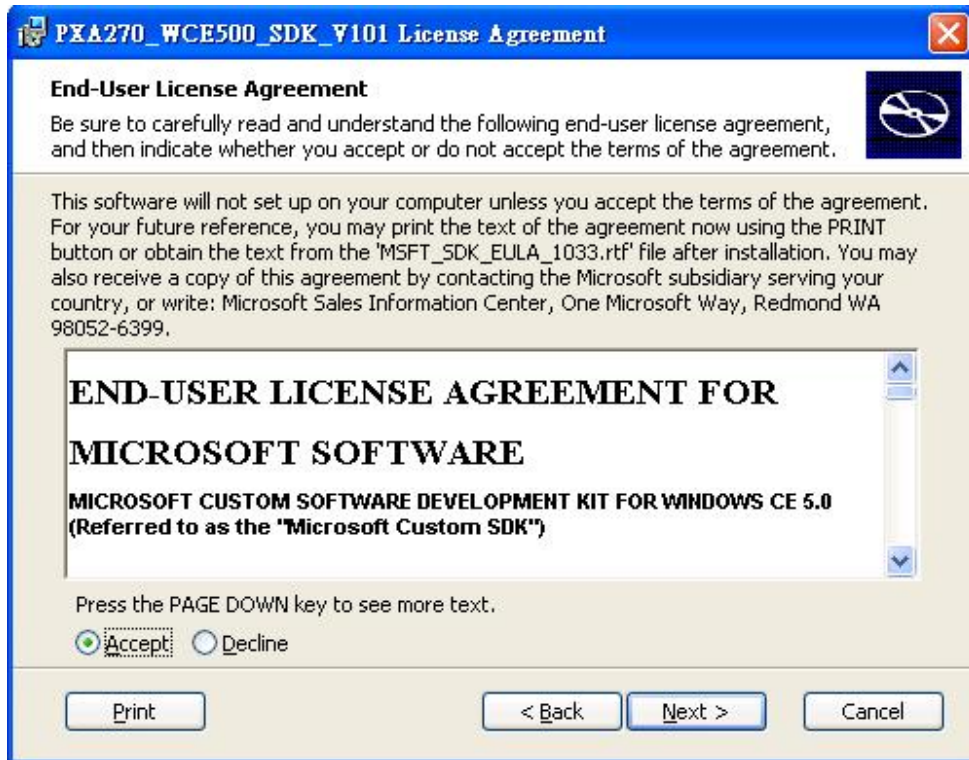 PXA270_WCE500_SDK_V101 License Agreement
End-User License Agreement
Be sure to carefully read and understand the following end-user license agreement,
and then indicate whether you accept or do not accept the terms of the agreement.
This software will not set up on your computer unless you accept the terms of the agreement.
For your future reference, you may print the text of the agreement now using the PRINT
button or obtain the text from the 'MSFT_SDK_EULA_1033.rtf' file after installation. You may
also receive a copy of this agreement by contacting the Microsoft subsidiary serving your
country, or write: Microsoft Sales Information Center, One Microsoft Way, Redmond WA
98052-6399.
END-USER LICENSE AGREEMENT FOR
MICROSOFT SOFTWARE
MICROSOFT CUSTOM SOFTWARE DEVELOPMENT KIT FOR WINDOWS CE 5.0
(Referred to as the "Microsoft Custom SDK")
Press the PAGE DOWN key to see more text.
Accept Decline
Print < Back Next > Cancel